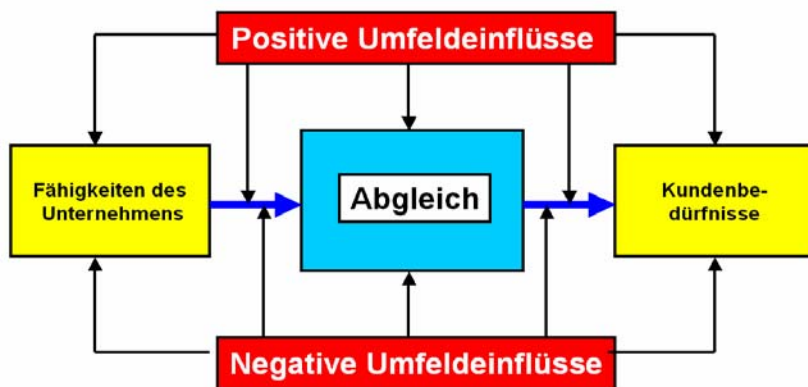 Positive Umfeldeinflüsse
Fähigkeiten des
Unternehmens
Abgleich
Kundenbe-
dürfnisse
Negative Umfeldeinflüsse